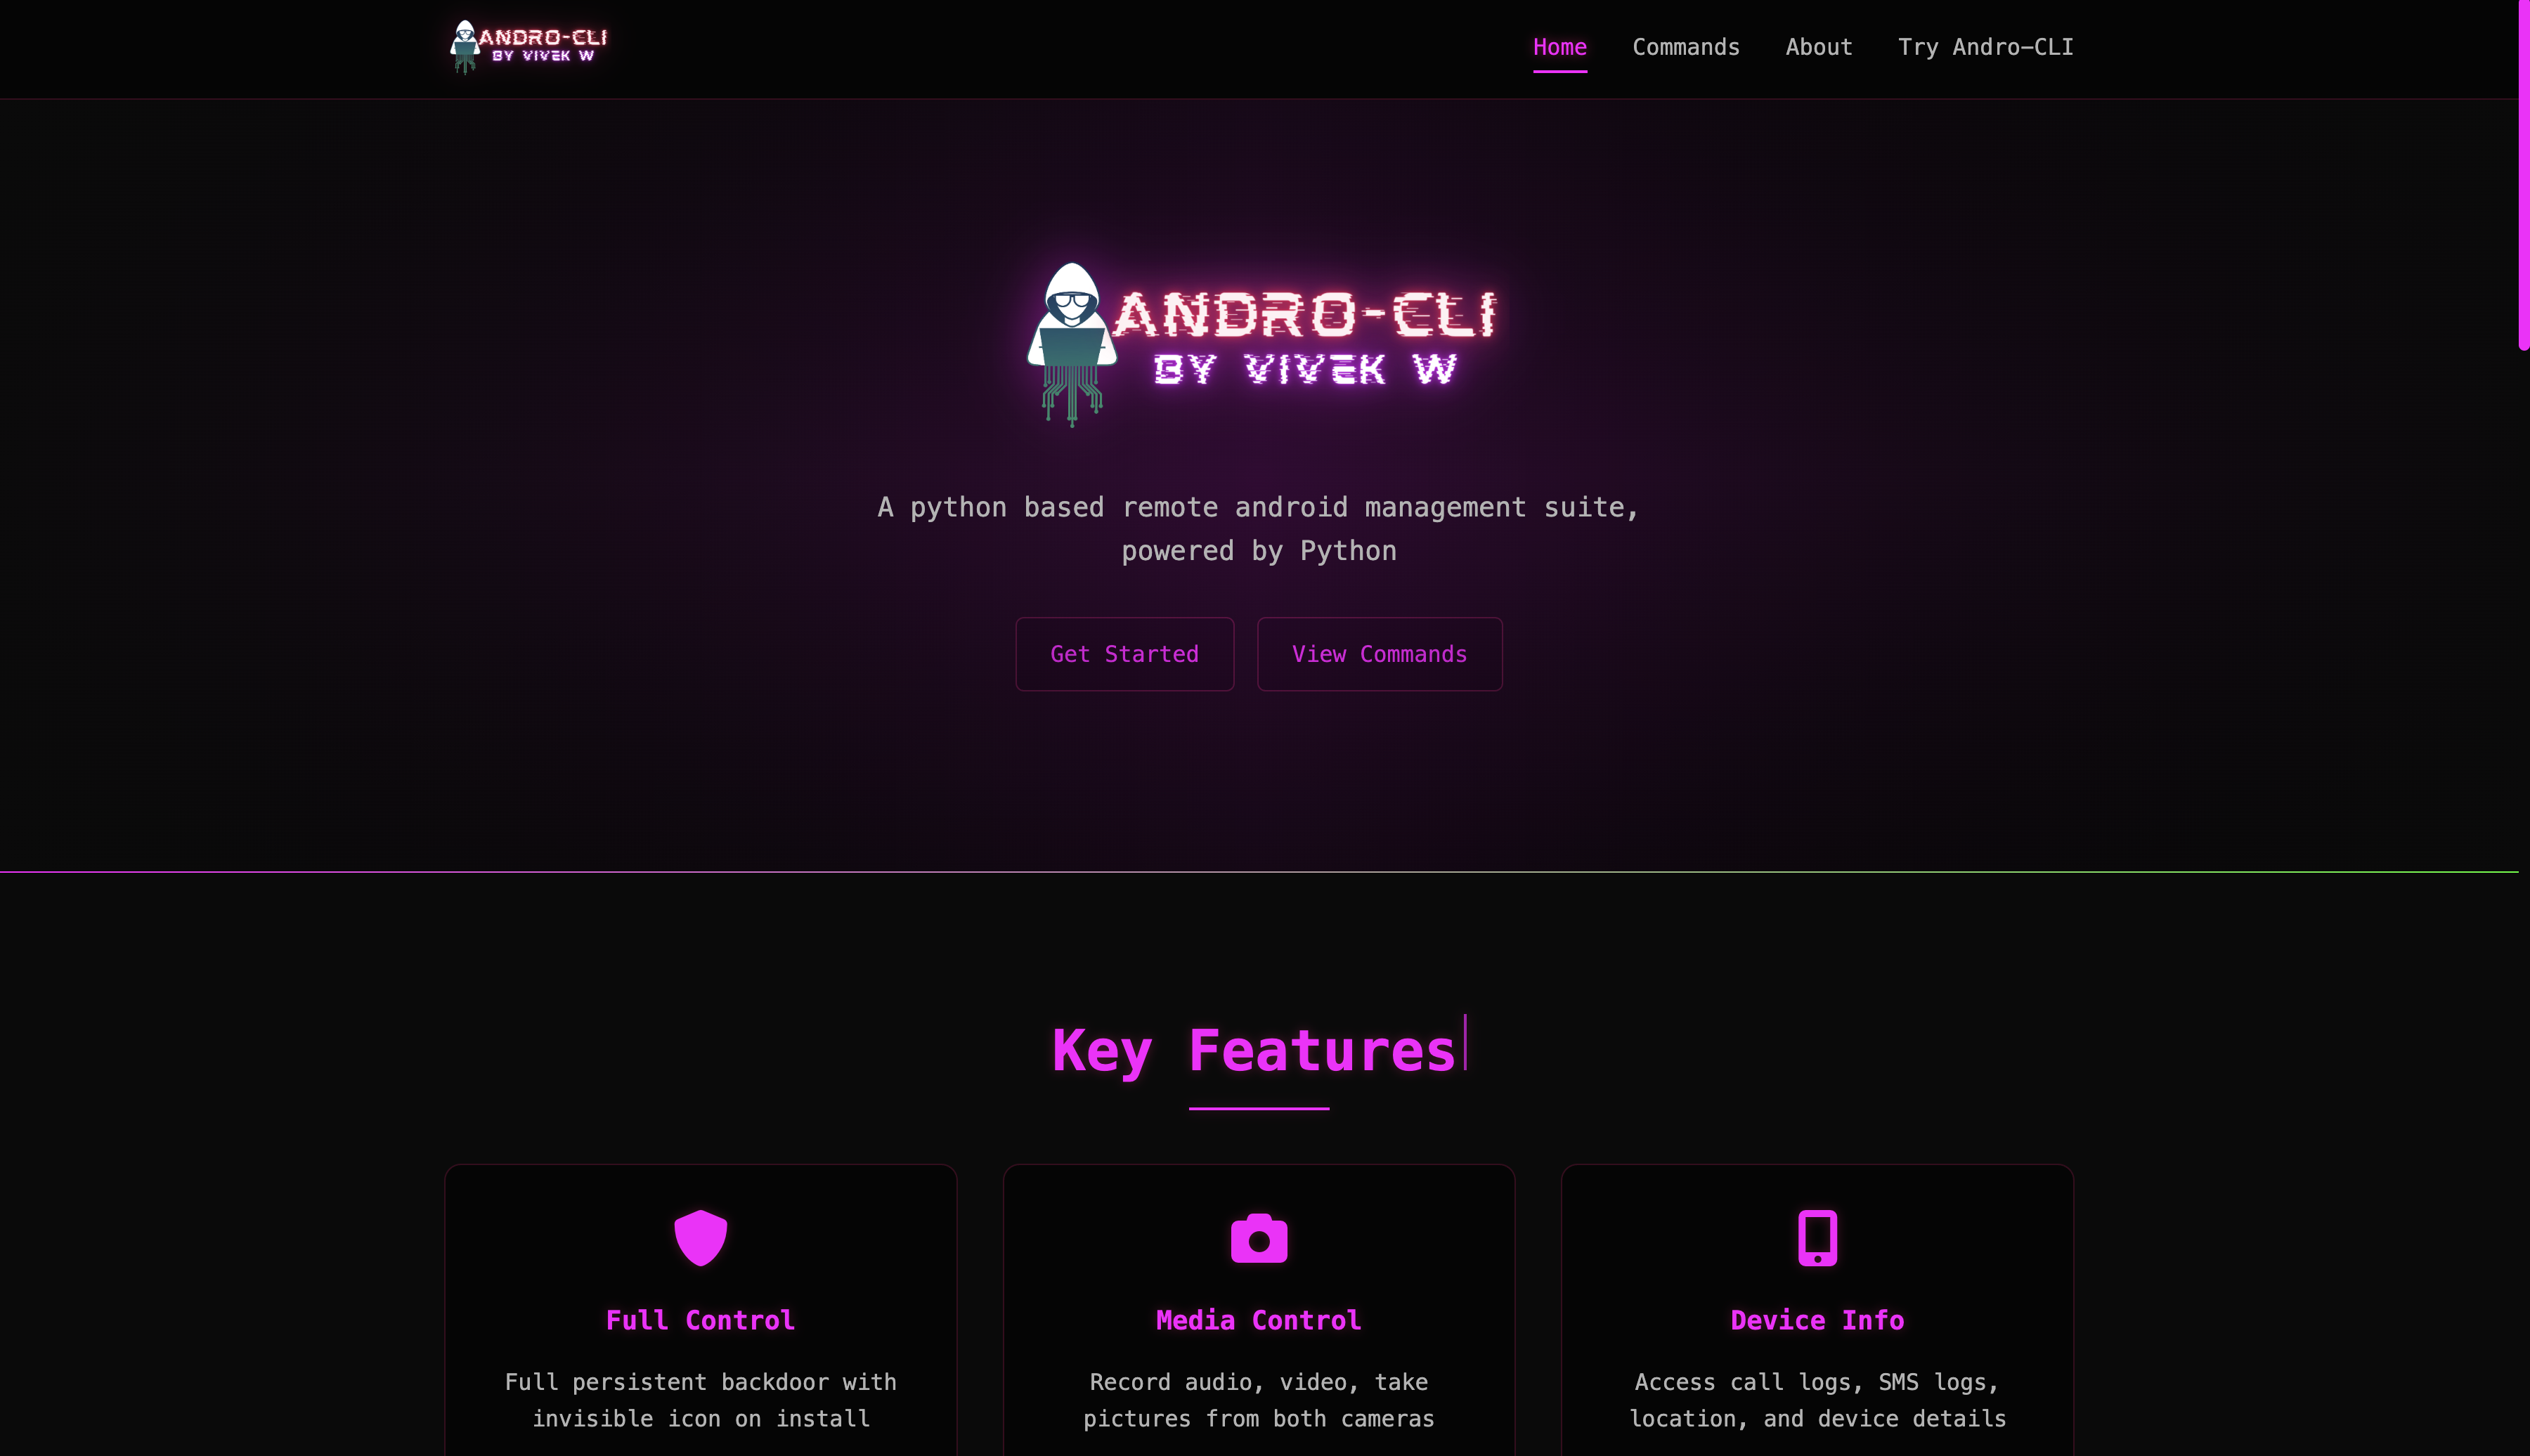 ANDRO-CLI
BY VIVEK W
Home
Commands
About
Try Andro-CLI
ANDRO-CLI
BY VIVEK W
A python based remote android management suite,
powered by Python
Get Started
View Commands
Key Features
Full Control
Full persistent backdoor with
invisible icon on install
Media Control
Record audio, video, take
pictures from both cameras
Device Info
Access call logs, SMS logs,
location, and device details